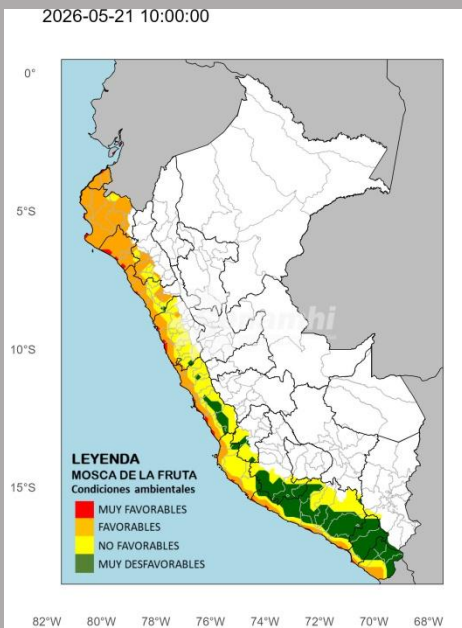 2026-05-21 10:00:00
0°
5°S
10°S
15°S
LEYENDA
MOSCA DE LA FRUTA
Condiciones ambientales
MUY FAVORABLES
FAVORABLES
NO FAVORABLES
MUY DESFAVORABLES
82°W 80°W 78°W 76°W 74°W 72°W 70°W 68°W